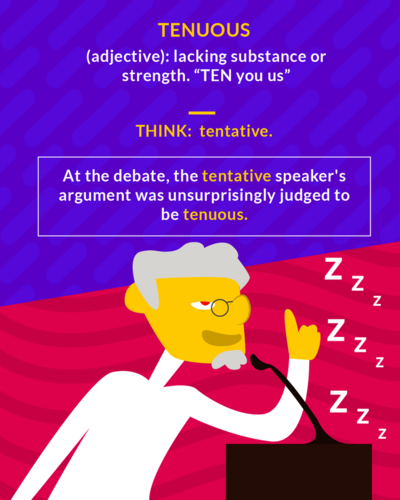 TENUOUS
(adjective): lacking substance or
strength. “TEN you us”
THINK: tentative.
At the debate, the tentative speaker's
argument was unsurprisingly judged to
be tenuous.
Z
Z
Z
Z
Z
Z
Z
Z
Z